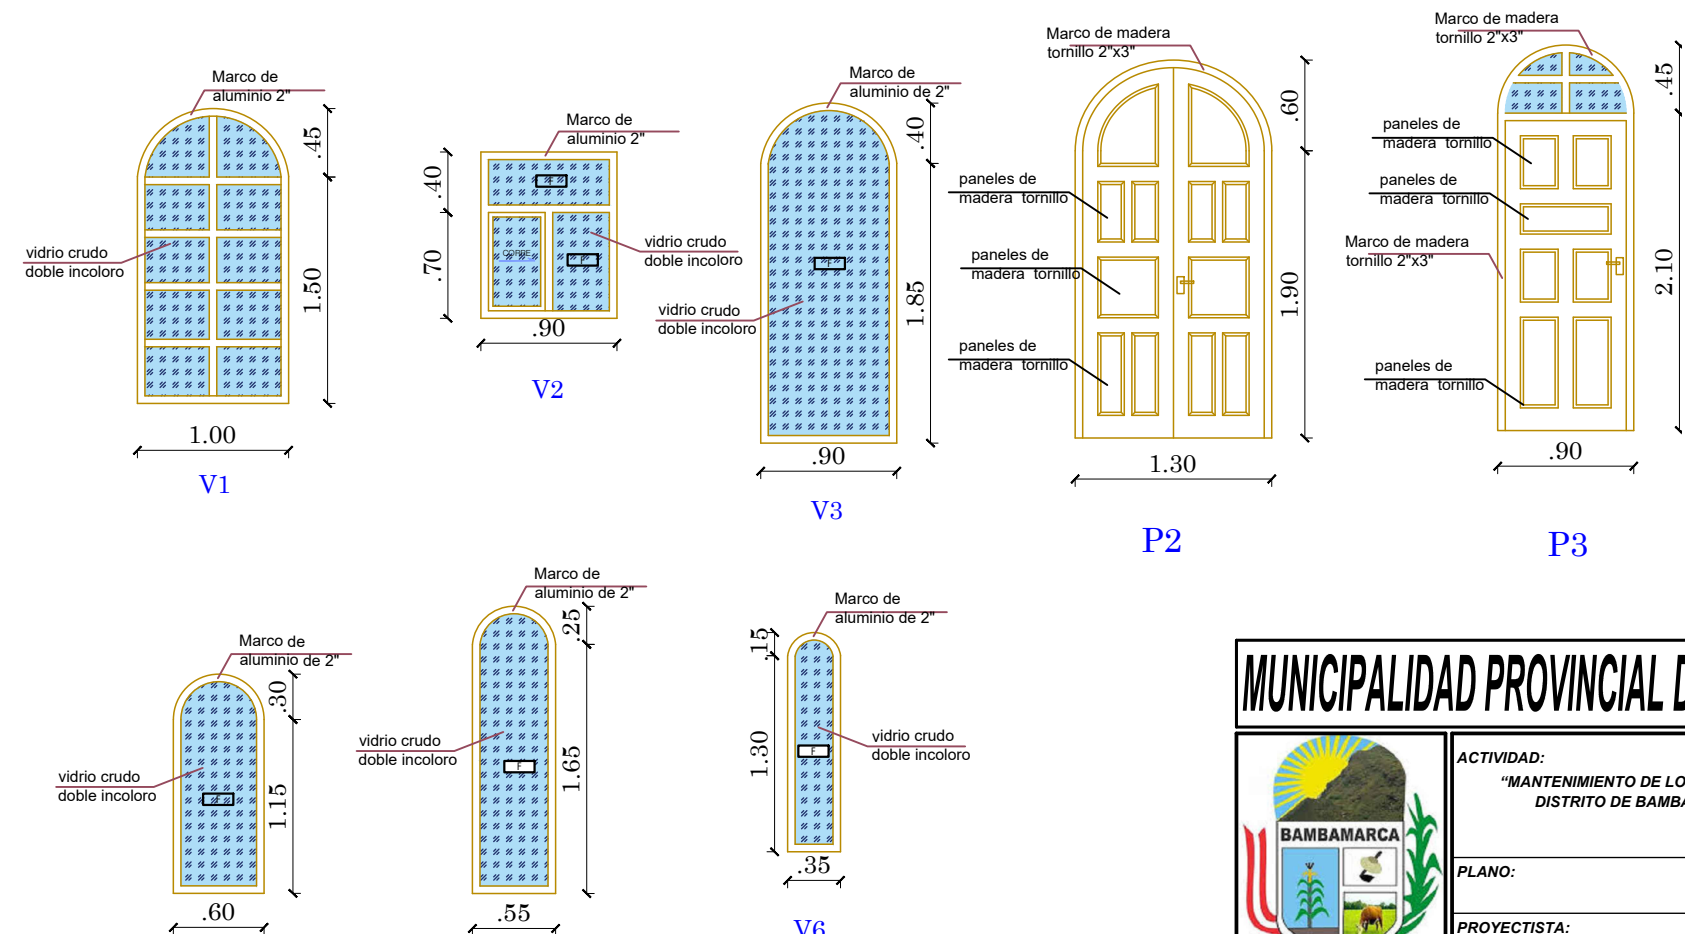 Marco de
aluminio 2"
.45
vidrio crudo
doble incoloro
1.50
1.00
V1
Marco de
aluminio 2"
.40
CORRE
F
F
vidrio crudo
doble incoloro
.70
.90
V2
Marco de
aluminio de 2"
.40
F
vidrio crudo
doble incoloro
1.85
.90
V3
Marco de madera
tornillo 2"x3"
.60
paneles de
madera tornillo
paneles de
madera tornillo
paneles de
madera tornillo
1.90
1.30
P2
Marco de madera
tornillo 2"x3"
.45
paneles de
madera tornillo
paneles de
madera tornillo
Marco de madera
tornillo 2"x3"
paneles de
madera tornillo
2.10
.90
P3
Marco de
aluminio de 2"
.30
vidrio crudo
doble incoloro
F
1.15
.60
Marco de
aluminio de 2"
.25
vidrio crudo
doble incoloro
F
1.65
.55
Marco de
aluminio de 2"
.15
vidrio crudo
doble incoloro
F
1.30
.35
V6
MUNICIPALIDAD PROVINCIAL D
BAMBAMARCA
ACTIVIDAD:
“MANTENIMIENTO DE LO
DISTRITO DE BAMBA
PLANO:
PROYECTISTA: